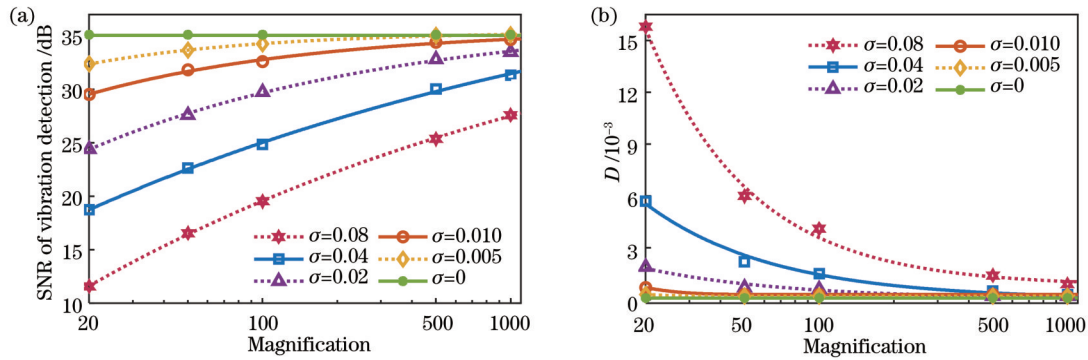 (a)
SNR of vibration detection /dB
35
30
25
20
15
10
20
100
500
1000
Magnification
σ=0.08
σ=0.010
σ=0.04
σ=0.005
σ=0.02
σ=0
(b)
D /10⁻³
15
12
9
6
3
0
20
50
100
500
1000
Magnification
σ=0.08
σ=0.010
σ=0.04
σ=0.005
σ=0.02
σ=0